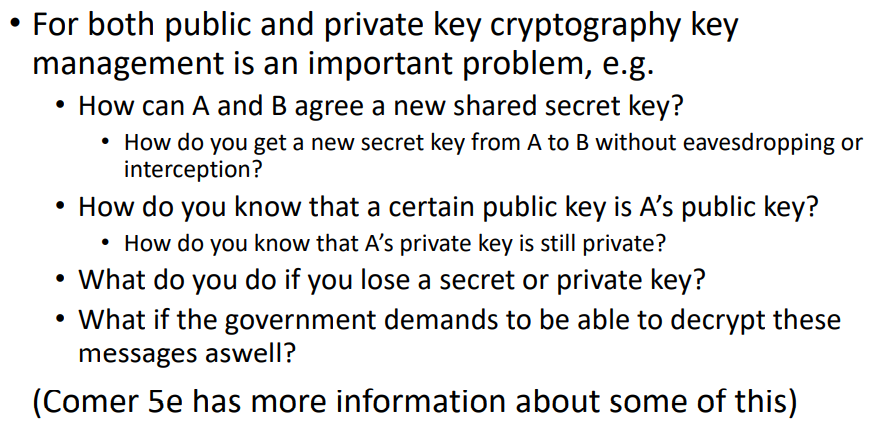 • For both public and private key cryptography key
management is an important problem, e.g.
• How can A and B agree a new shared secret key?
• How do you get a new secret key from A to B without eavesdropping or
interception?
• How do you know that a certain public key is A’s public key?
• How do you know that A’s private key is still private?
• What do you do if you lose a secret or private key?
• What if the government demands to be able to decrypt these
messages aswell?
(Comer 5e has more information about some of this)